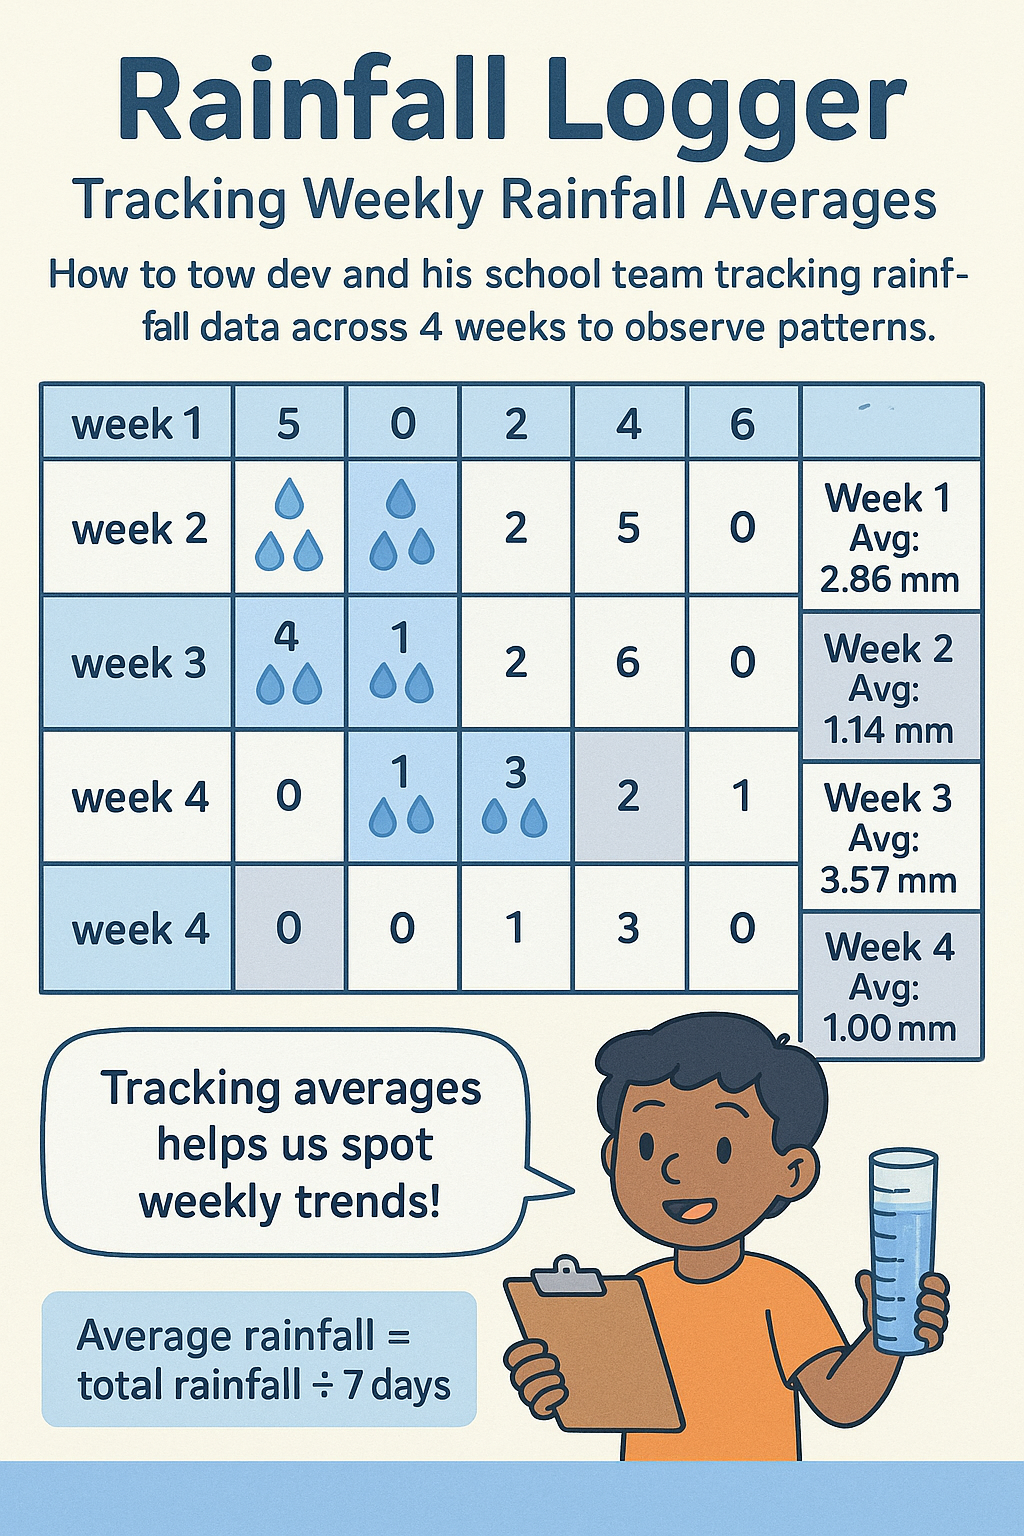 Rainfall Logger
Tracking Weekly Rainfall Averages
How to tow dev and his school team tracking rainf-
fall data across 4 weeks to observe patterns.
week 1 5 0 2 4 6
week 2 2 5 0
week 3 4 1 2 6 0
week 4 0 1 3 2 1
week 4 0 0 1 3 0
Week 1
Avg:
2.86 mm
Week 2
Avg:
1.14 mm
Week 3
Avg:
3.57 mm
Week 4
Avg:
1.00 mm
Tracking averages
helps us spot
weekly trends!
Average rainfall =
total rainfall ÷ 7 days